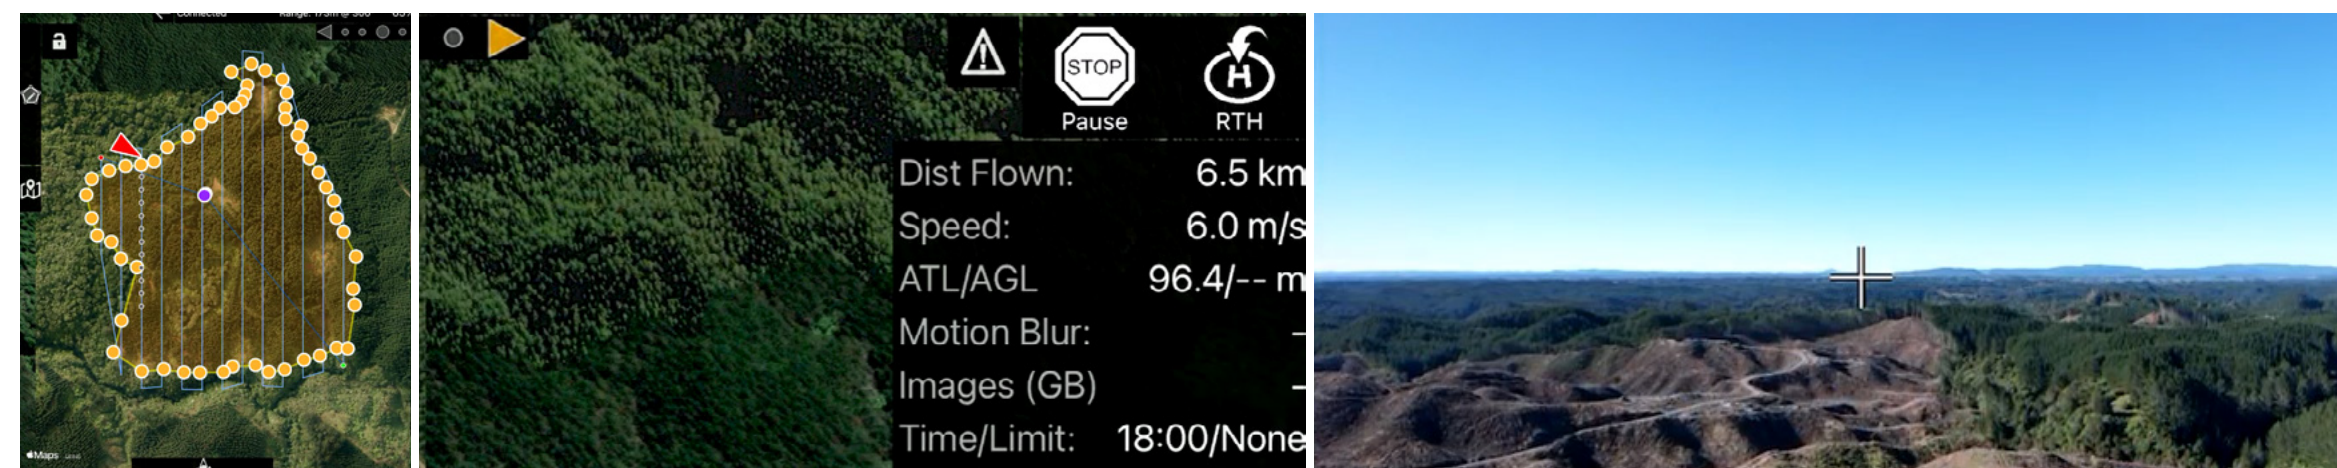 Connected
Maps
STOP
Pause
H
RTH
Dist Flown: 6.5 km
Speed: 6.0 m/s
ATL/AGL 96.4/-- m
Motion Blur: –
Images (GB) –
Time/Limit: 18:00/None